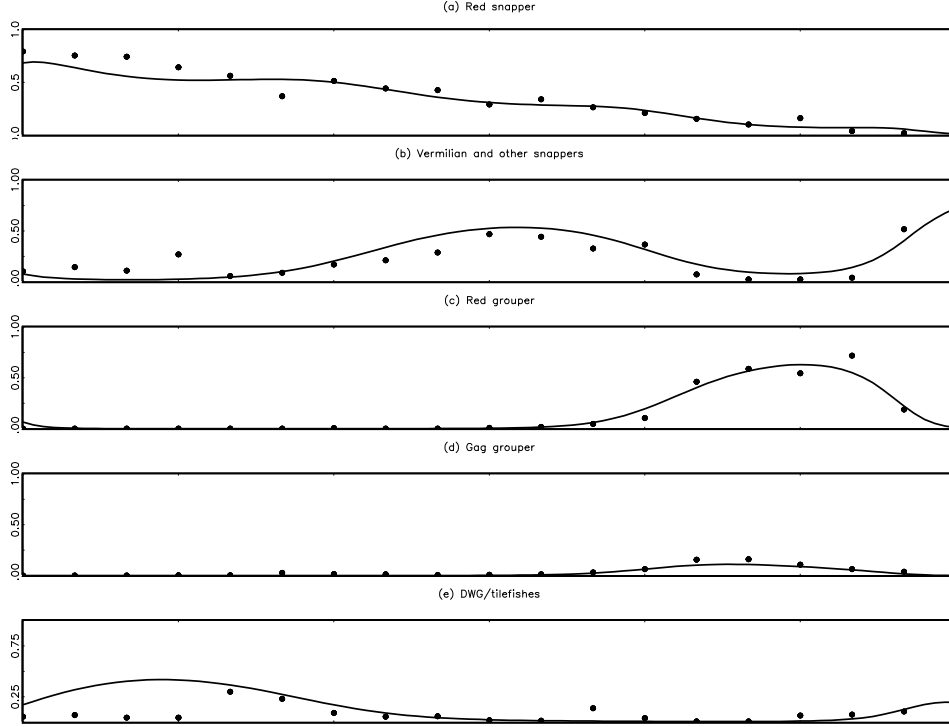 (a) Red snapper
1.0
0.5
(b) Vermilian and other snappers
1.00
0.50
.00
(c) Red grouper
1.00
0.50
.00
(d) Gag grouper
1.00
0.50
.00
(e) DWG/tilefishes
0.75
0.25